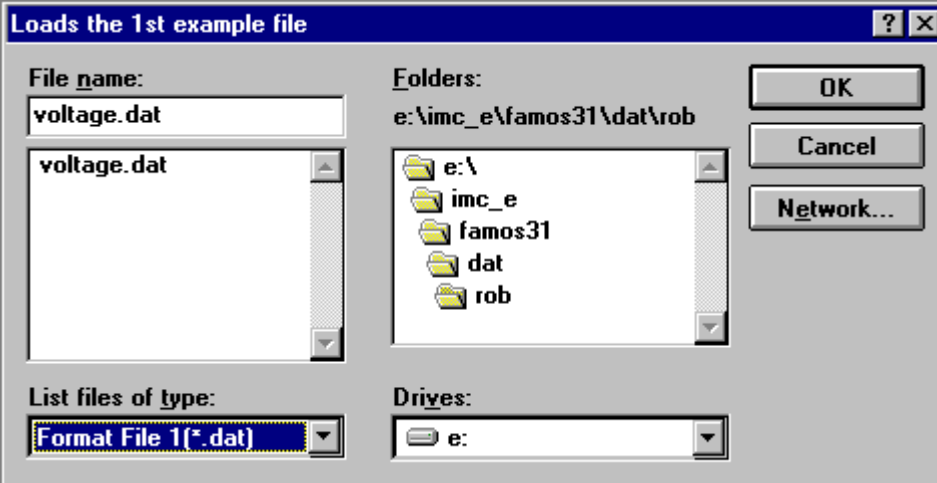 Loads the 1st example file
File name:
voltage.dat
voltage.dat
List files of type:
Format File 1(*.dat)
Folders:
e:\imc_e\famos31\dat\rob
e:\
imc_e
famos31
dat
rob
Drives:
e:
OK
Cancel
Network...